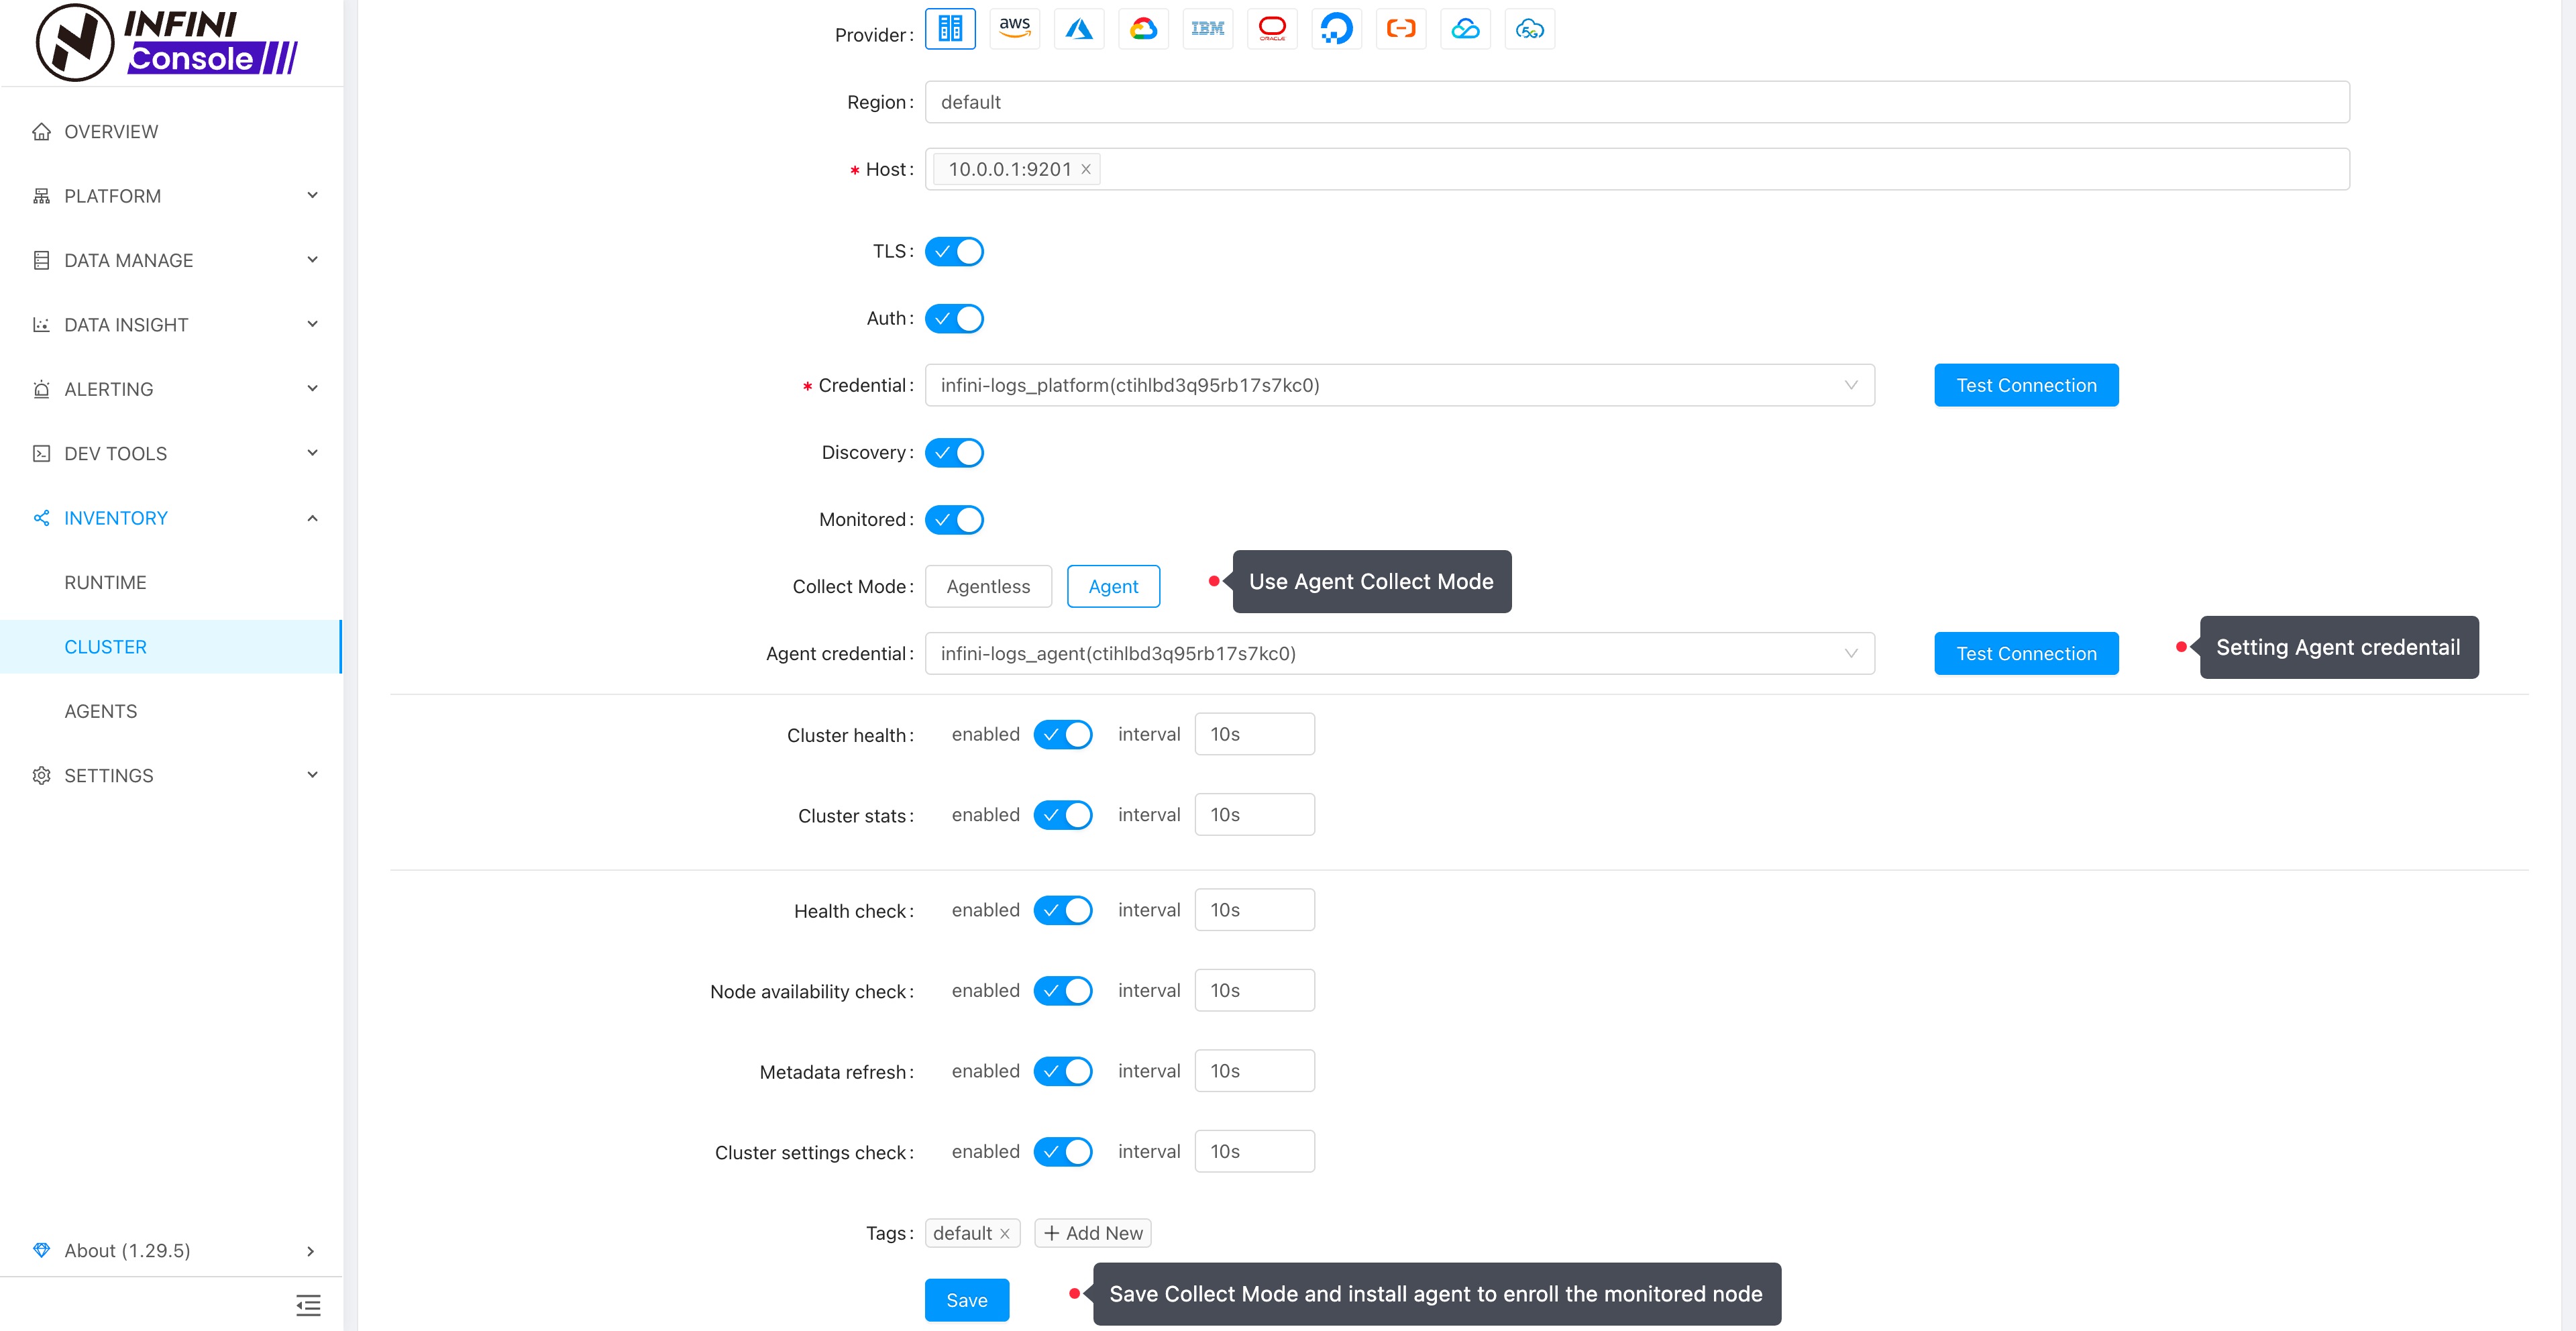 INFINI
Console
OVERVIEW
PLATFORM
DATA MANAGE
DATA INSIGHT
ALERTING
DEV TOOLS
INVENTORY
RUNTIME
CLUSTER
AGENTS
SETTINGS
About (1.29.5)
Provider: aws IBM ORACLE 5G
Region: default
* Host: 10.0.0.1:9201 ×
TLS:
Auth:
* Credential: infini-logs_platform(ctihlbd3q95rb17s7kc0) Test Connection
Discovery:
Monitored:
Collect Mode: Agentless Agent Use Agent Collect Mode
Agent credential: infini-logs_agent(ctihlbd3q95rb17s7kc0) Test Connection Setting Agent credentail
Cluster health: enabled interval 10s
Cluster stats: enabled interval 10s
Health check: enabled interval 10s
Node availability check: enabled interval 10s
Metadata refresh: enabled interval 10s
Cluster settings check: enabled interval 10s
Tags: default × + Add New
Save Save Collect Mode and install agent to enroll the monitored node